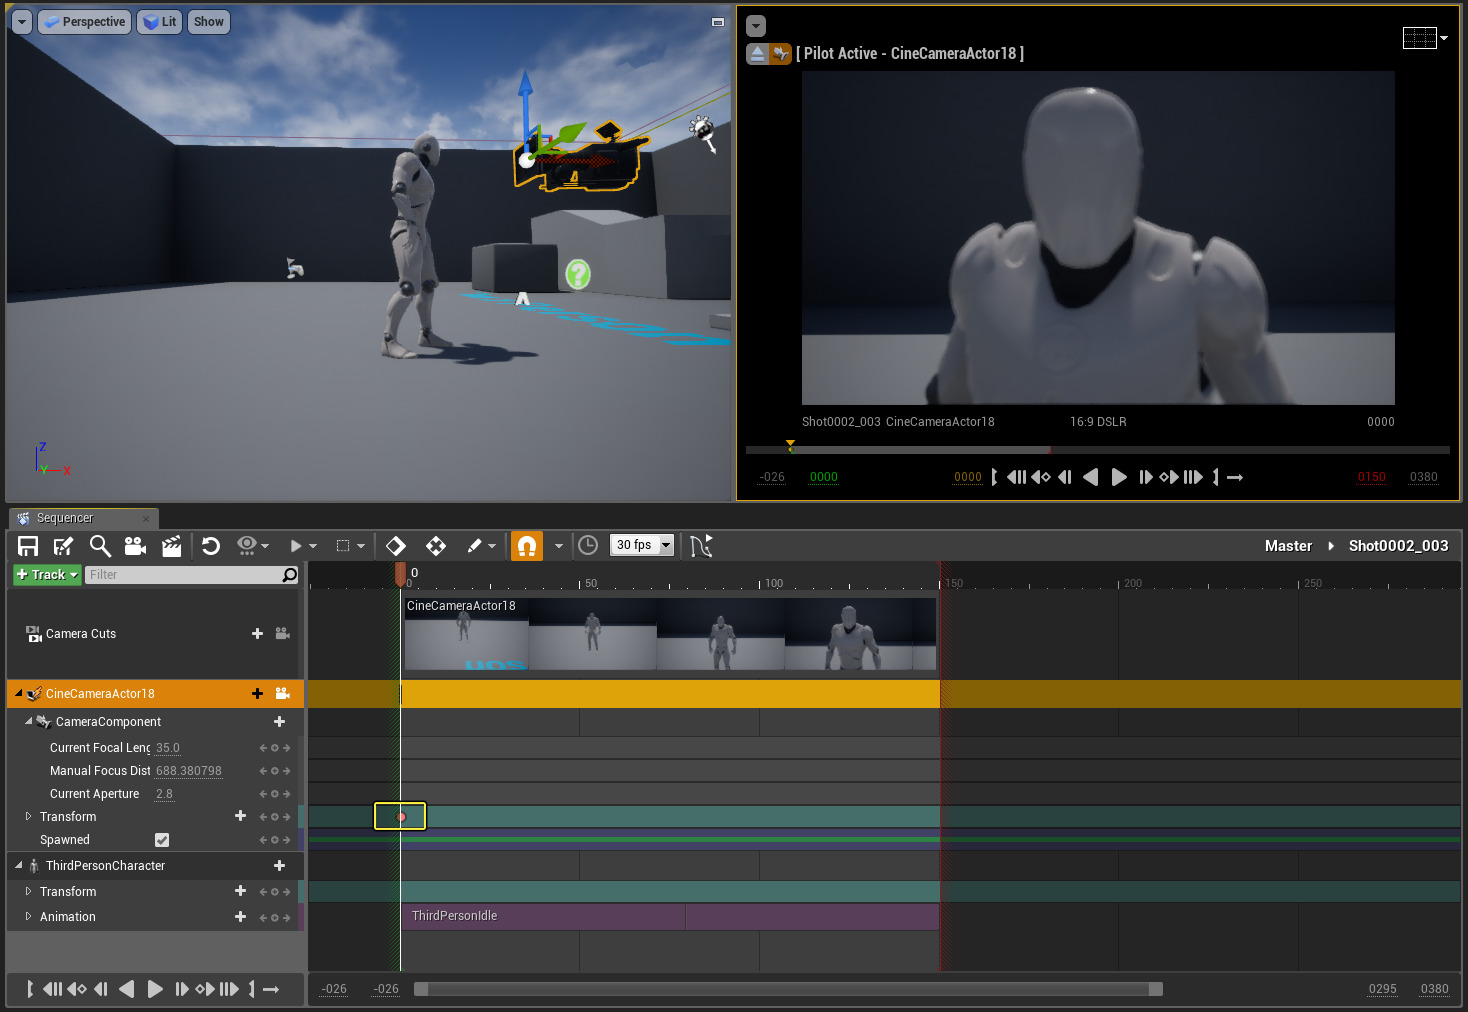 Perspective Lit Show
[ Pilot Active - CineCameraActor18 ]
Z
Y X
Shot0002_003 CineCameraActor18 16:9 DSLR 0000
-026 0000 0000 0150 0380
Sequencer
30 fps Master Shot0002_003
+ Track Filter
0
0 50 100 150 200 250
Camera Cuts
CineCameraActor18
CineCameraActor18
CameraComponent
Current Focal Leng 35.0
Manual Focus Dist 688.380798
Current Aperture 2.8
Transform
Spawned
ThirdPersonCharacter
Transform
Animation ThirdPersonIdle
-026 -026 0295 0380